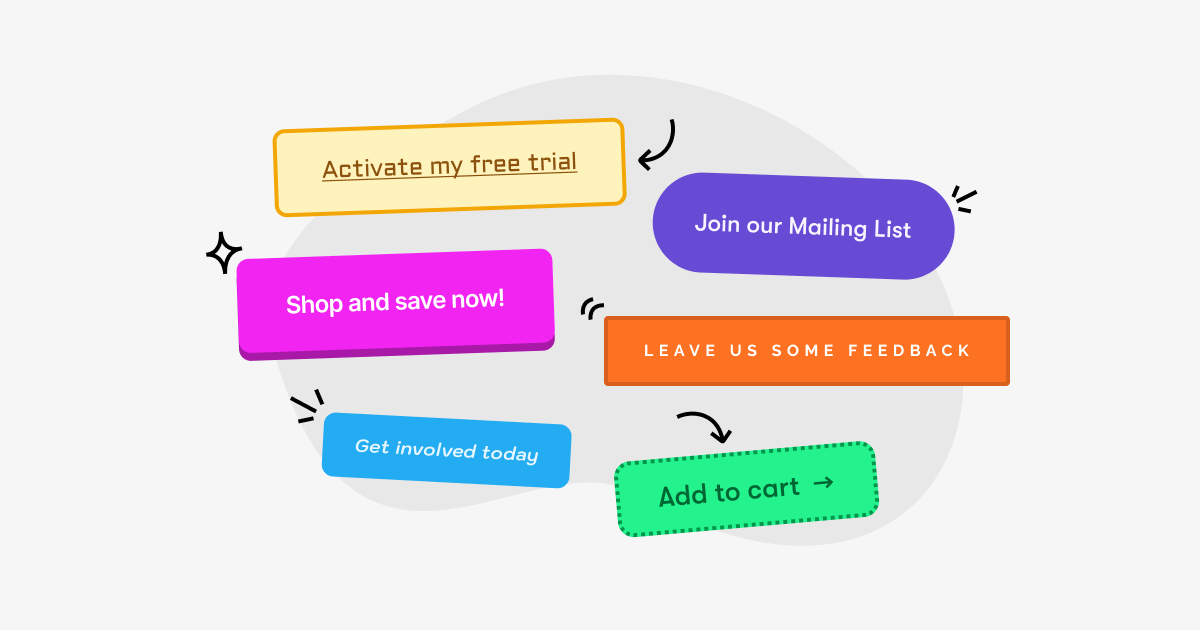 Activate my free trial
Join our Mailing List
Shop and save now!
LEAVE US SOME FEEDBACK
Get involved today
Add to cart →